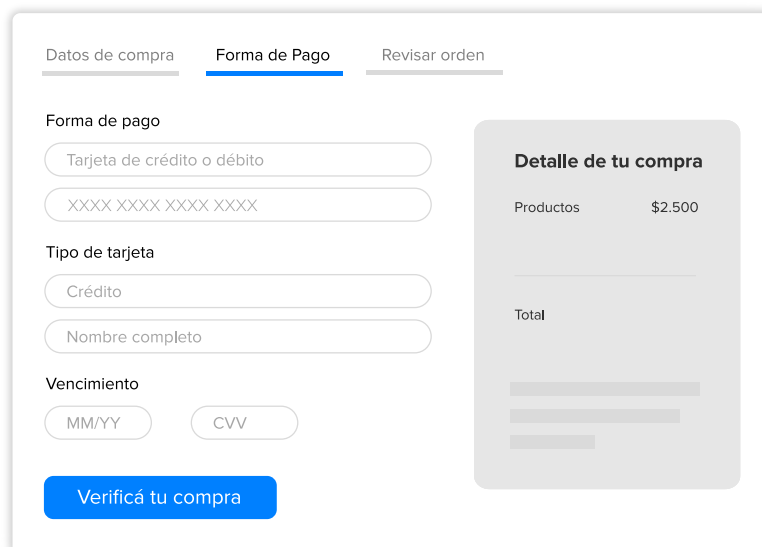 Datos de compra
Forma de Pago
Revisar orden
Forma de pago
Tarjeta de crédito o débito
XXXX XXXX XXXX XXXX
Tipo de tarjeta
Crédito
Nombre completo
Vencimiento
MM/YY
CVV
Verificá tu compra
Detalle de tu compra
Productos $2.500
Total